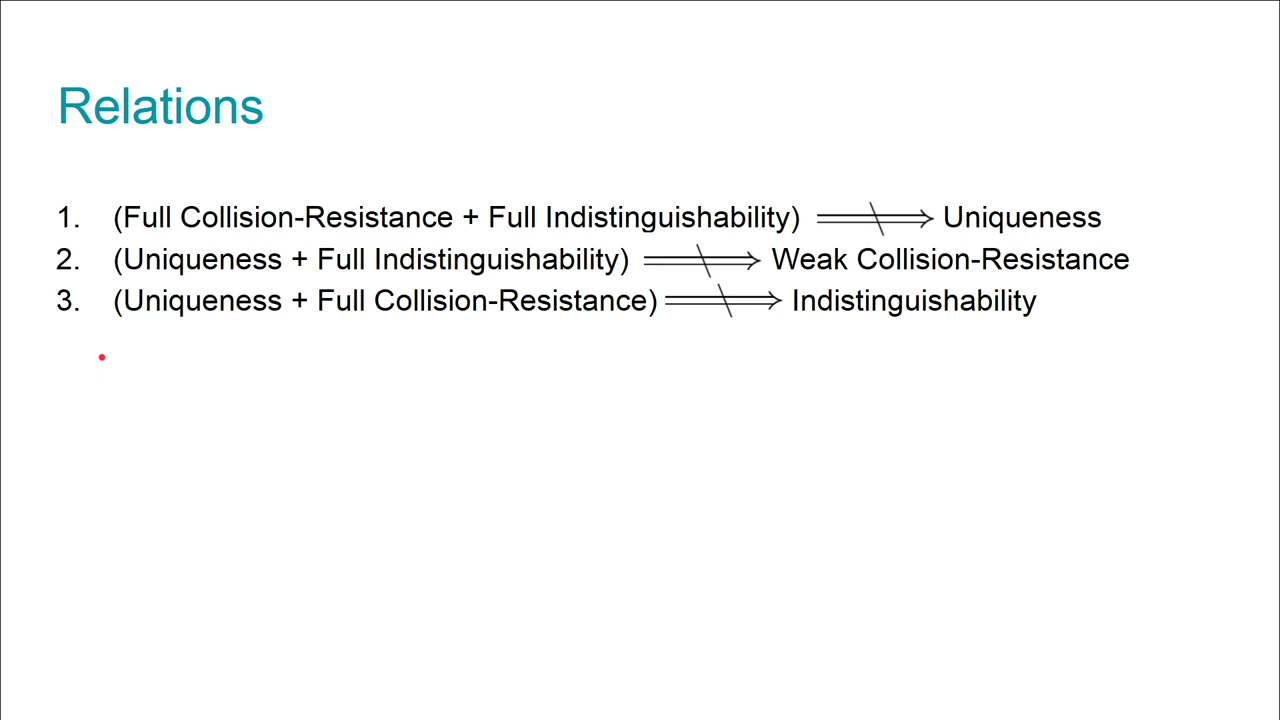 Relations
1. (Full Collision-Resistance + Full Indistinguishability) ⇏ Uniqueness
2. (Uniqueness + Full Indistinguishability) ⇏ Weak Collision-Resistance
3. (Uniqueness + Full Collision-Resistance) ⇏ Indistinguishability